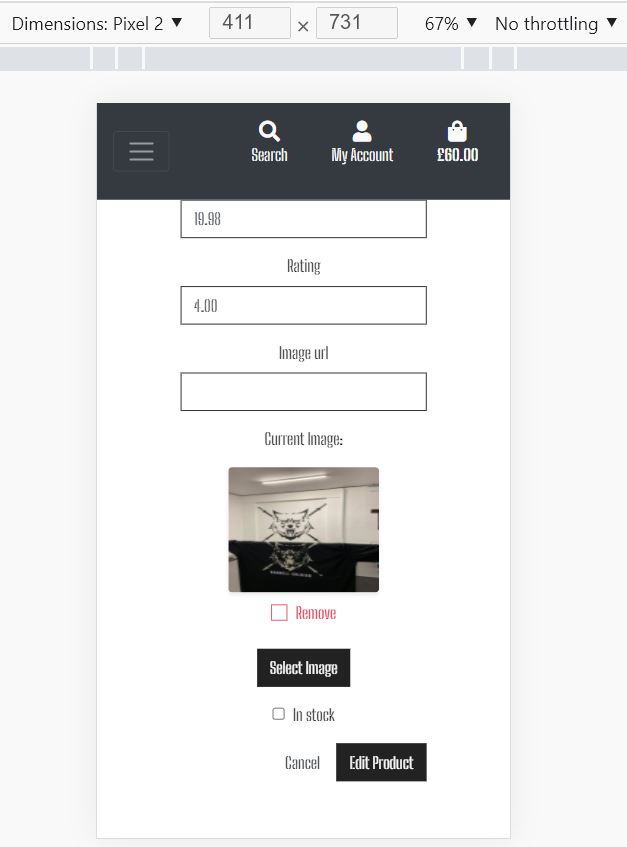 Dimensions: Pixel 2 ▼ 411 × 731 67% ▼ No throttling ▼
Search My Account £60.00
19.98
Rating
4.00
Image url
Current Image:
Remove
Select Image
In stock
Cancel Edit Product